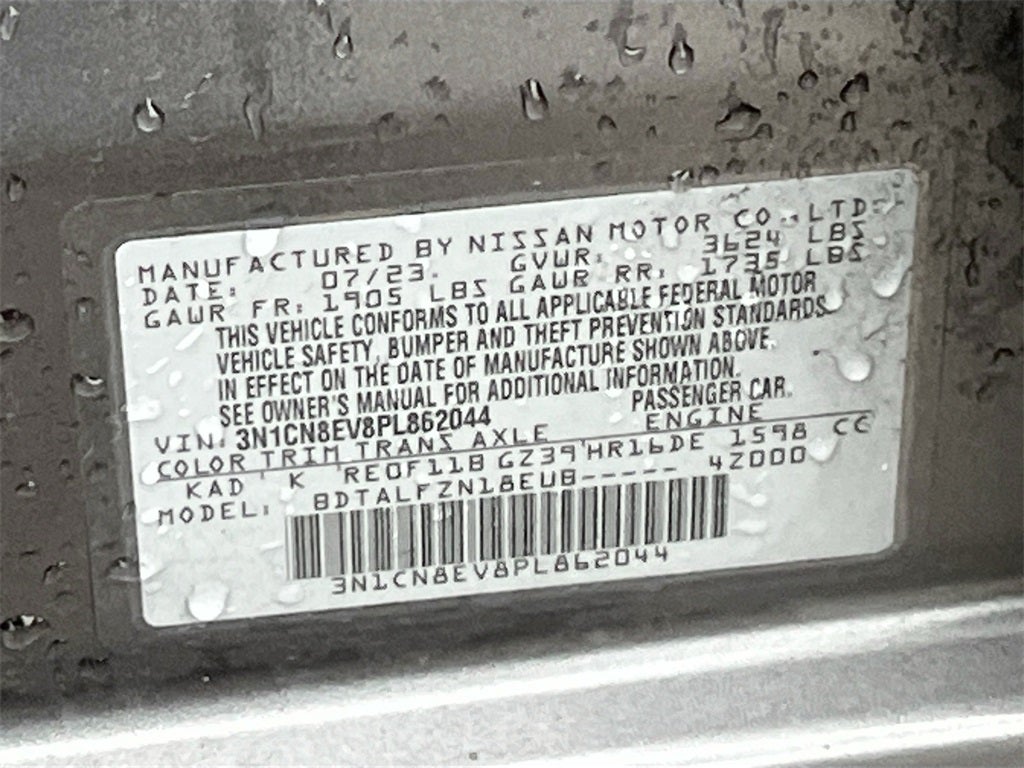 MANUFACTURED BY NISSAN MOTOR CO.,LTD.
DATE: 07/23. GVWR: 3624 LBS
GAWR FR: 1905 LBS GAWR RR: 1735 LBS
THIS VEHICLE CONFORMS TO ALL APPLICABLE FEDERAL MOTOR
VEHICLE SAFETY, BUMPER AND THEFT PREVENTION STANDARDS
IN EFFECT ON THE DATE OF MANUFACTURE SHOWN ABOVE.
SEE OWNER'S MANUAL FOR ADDITIONAL INFORMATION.
VIN: 3N1CN8EV8PL862044 PASSENGER CAR.
COLOR TRIM TRANS AXLE ENGINE
KAD K RE0F11B GZ39 HR16DE 1598 CC
MODEL: BDTALFZN18EUB----- 4Z000
3N1CN8EV8PL862044